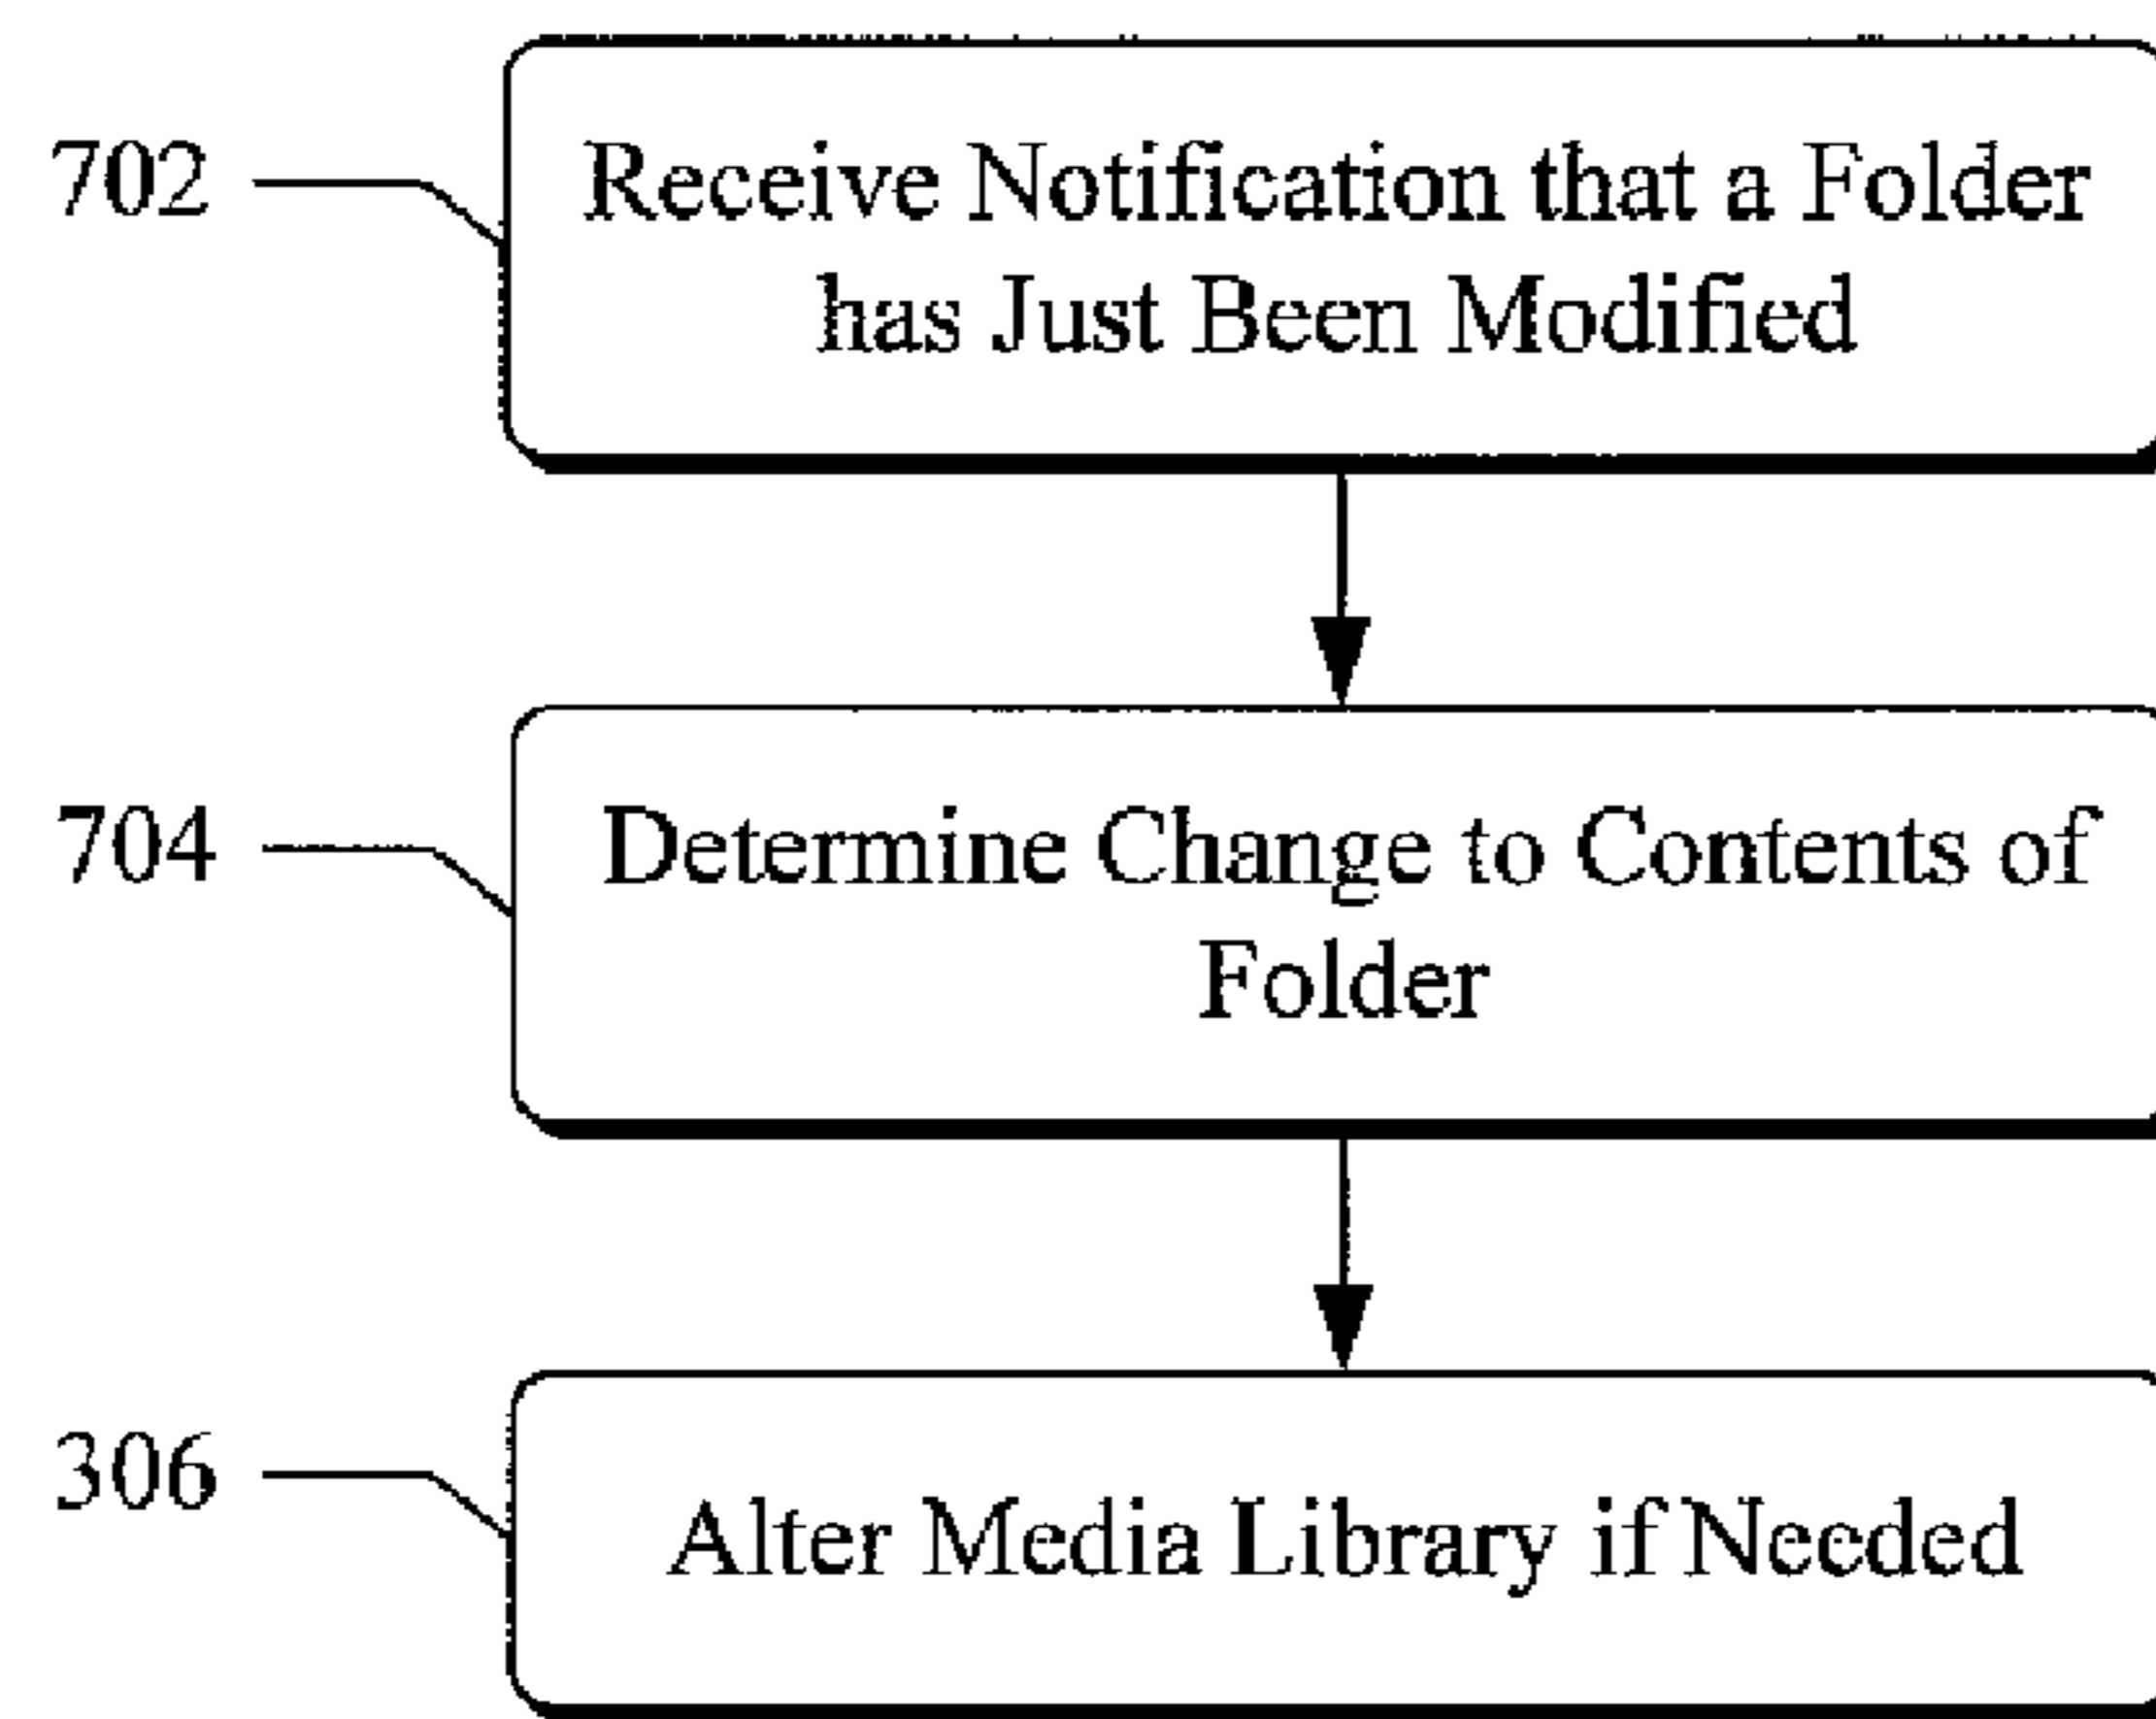 702
Receive Notification that a Folder
has Just Been Modified
704
Determine Change to Contents of
Folder
306
Alter Media Library if Needed